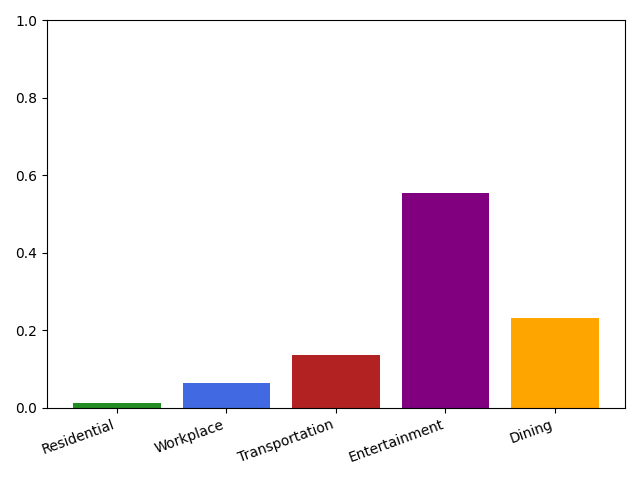 1.0
0.8
0.6
0.4
0.2
0.0
Residential
Workplace
Transportation
Entertainment
Dining